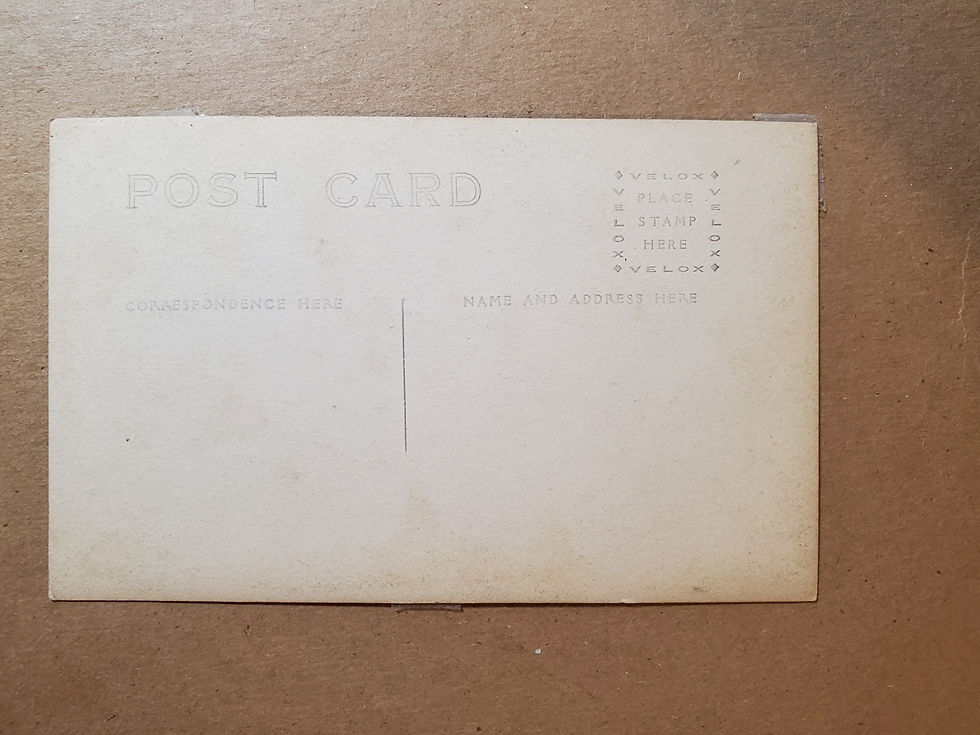 POST CARD
♦VELOX♦
VELOX
PLACE
STAMP
HERE
VELOX
♦VELOX♦
CORRESPONDENCE HERE
NAME AND ADDRESS HERE